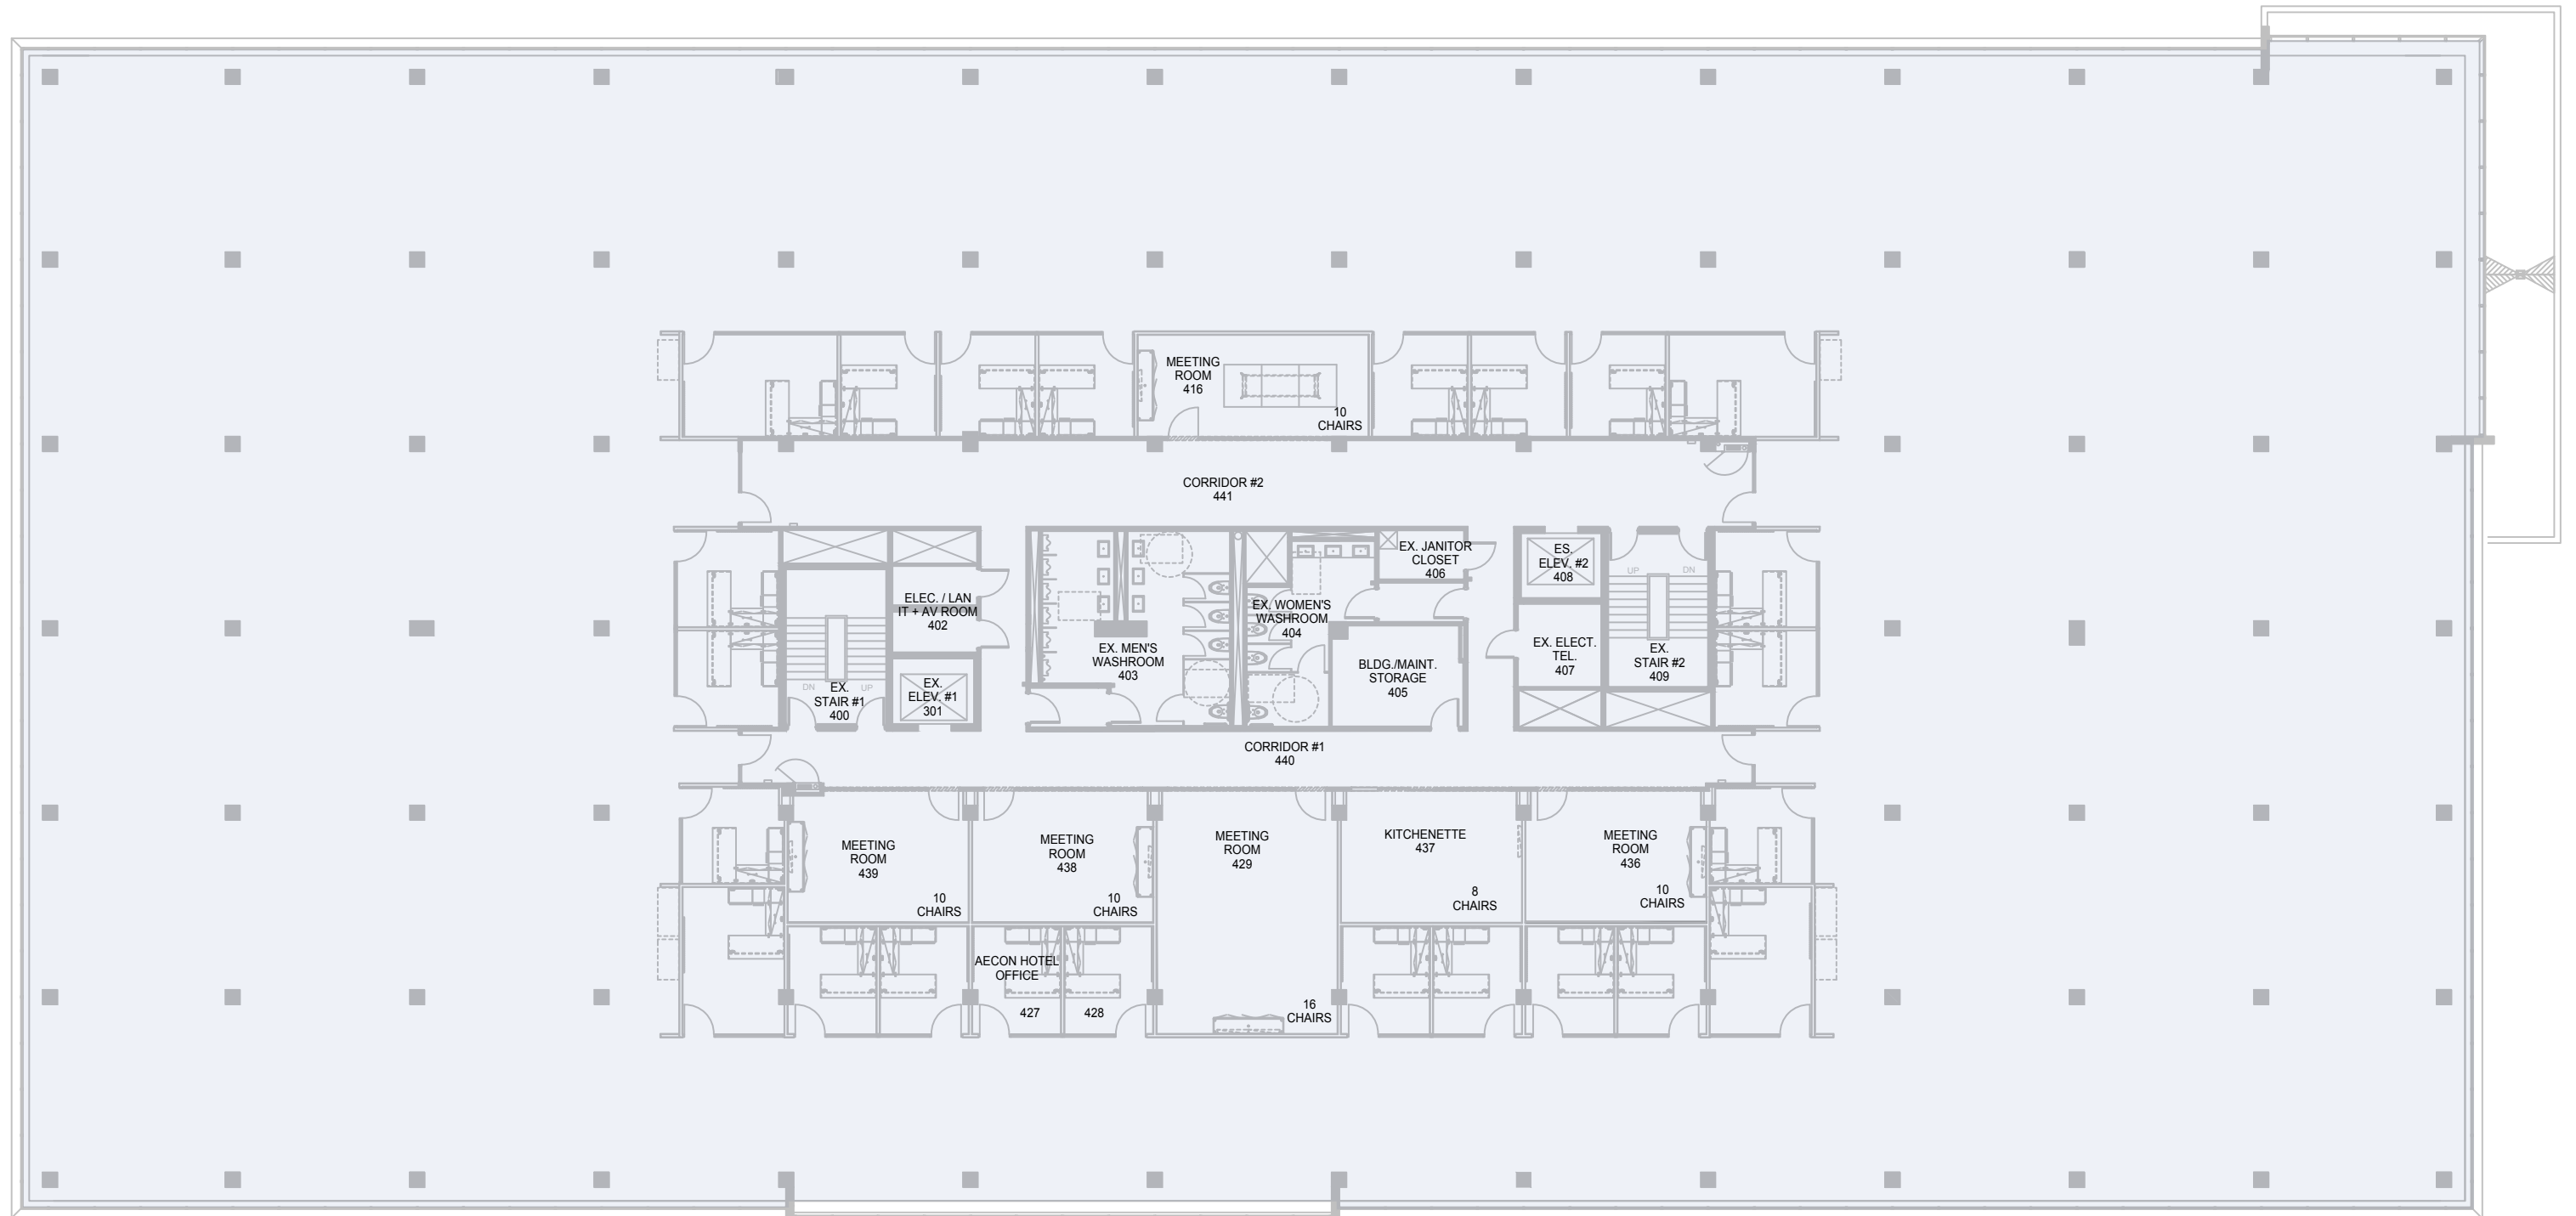 MEETING
ROOM
416
10
CHAIRS
CORRIDOR #2
441
ELEC. / LAN
IT + AV ROOM
402
EX. MEN'S
WASHROOM
403
EX. WOMEN'S
WASHROOM
404
EX. JANITOR
CLOSET
406
BLDG./MAINT.
STORAGE
405
ES.
ELEV. #2
408
UP
DN
EX. ELECT.
TEL.
407
EX.
STAIR #2
409
DN
UP
EX.
STAIR #1
400
EX.
ELEV. #1
301
CORRIDOR #1
440
MEETING
ROOM
439
10
CHAIRS
MEETING
ROOM
438
10
CHAIRS
MEETING
ROOM
429
16
CHAIRS
KITCHENETTE
437
8
CHAIRS
MEETING
ROOM
436
10
CHAIRS
AECON HOTEL
OFFICE
427
428